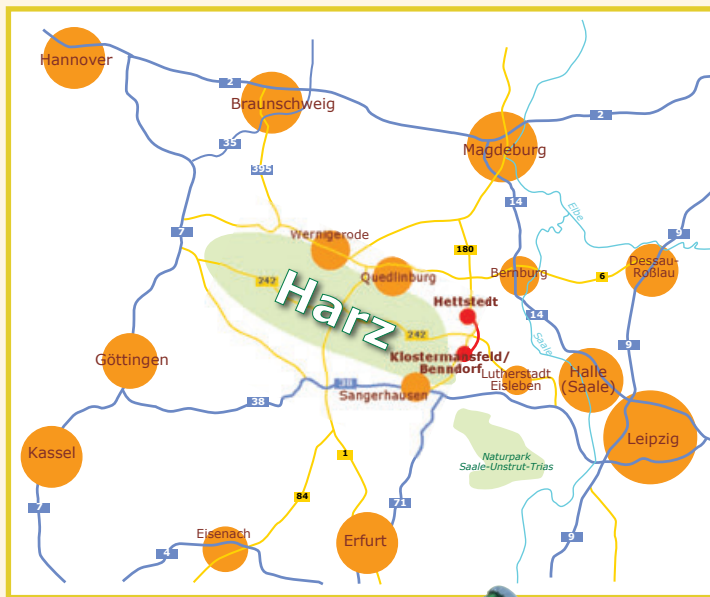 Hannover
2
Braunschweig
2
35
Magdeburg
395
14
Elbe
7
Wernigerode
180
9
Dessau-
Roßlau
242
Quedlinburg
Bernburg
6
Harz
Hettstedt
14
Saale
242
9
Göttingen
Klostermansfeld/
Benndorf
Lutherstadt
Eisleben
Halle
(Saale)
38
Sangerhausen
38
Leipzig
Kassel
1
Naturpark
Saale-Unstrut-Trias
84
71
7
Eisenach
Erfurt
9
4